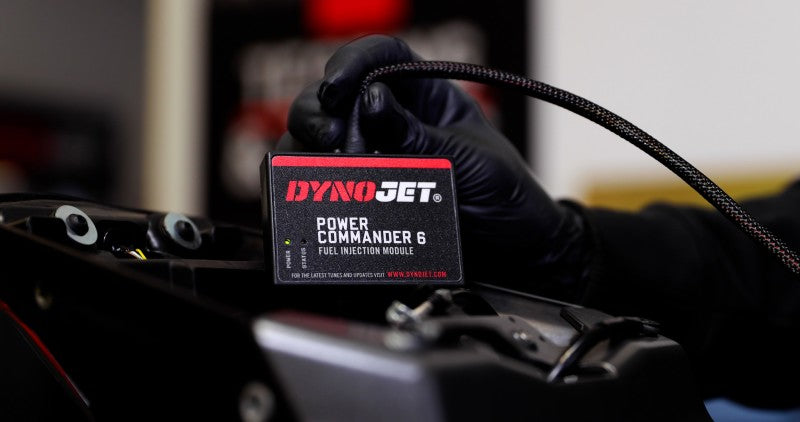 DYNOJET®
POWER
COMMANDER 6
FUEL INJECTION MODULE
POWER
STATUS
FOR THE LATEST TUNES AND UPDATES VISIT WWW.DYNOJET.COM